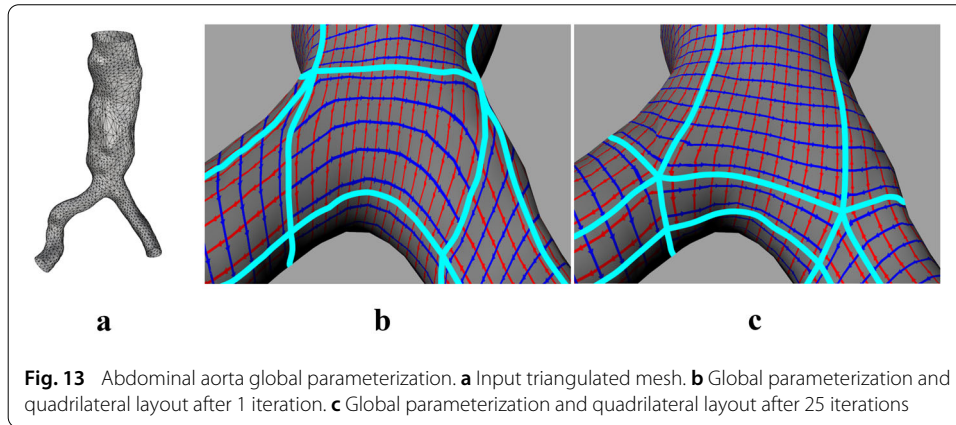 a
b
c
Fig. 13 Abdominal aorta global parameterization. a Input triangulated mesh. b Global parameterization and
quadrilateral layout after 1 iteration. c Global parameterization and quadrilateral layout after 25 iterations